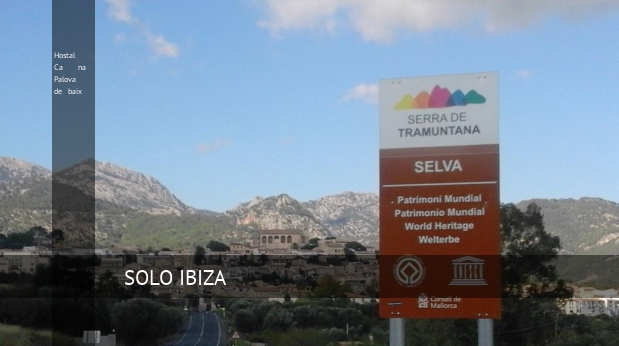 Hostal
Ca na
Palova
de baix
SERRA DE
TRAMUNTANA
SELVA
Patrimoni Mundial
Patrimonio Mundial
World Heritage
Welterbe
Consell de
Mallorca
SOLO IBIZA